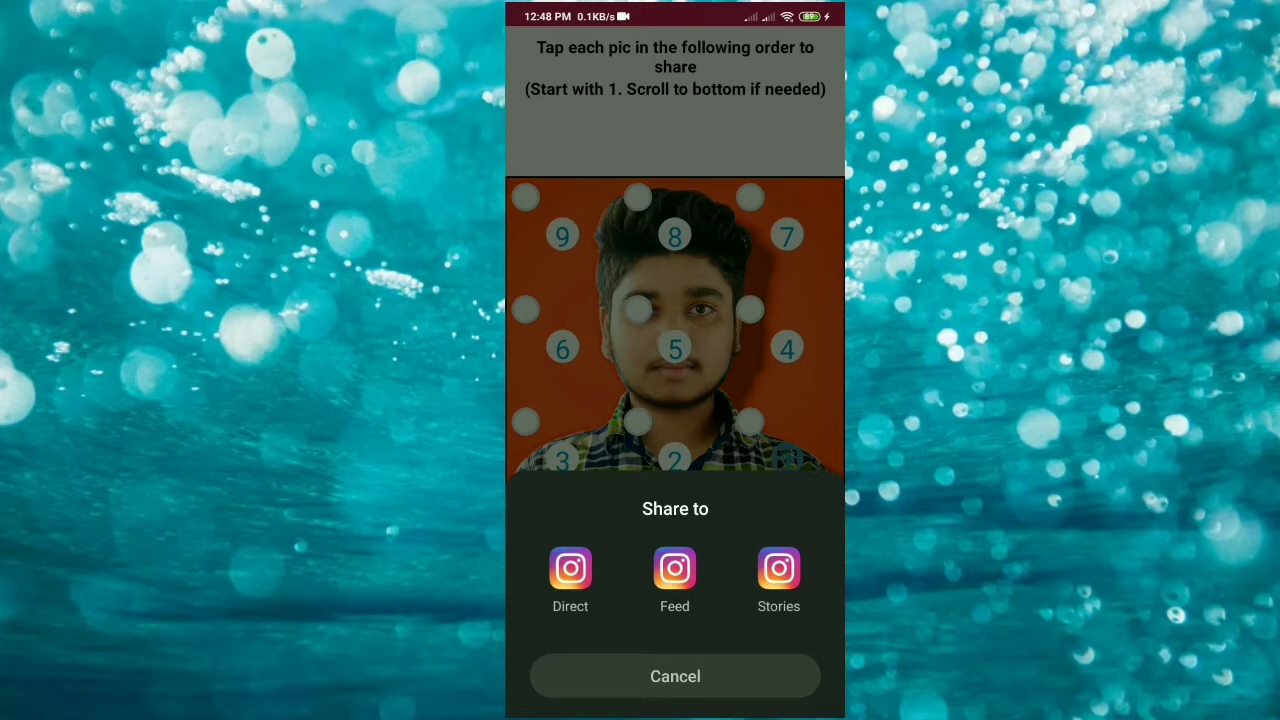 12:48 PM 0.1KB/s 89
Tap each pic in the following order to
share
(Start with 1. Scroll to bottom if needed)
9 8 7
6 5 4
3 2
Share to
Direct Feed Stories
Cancel